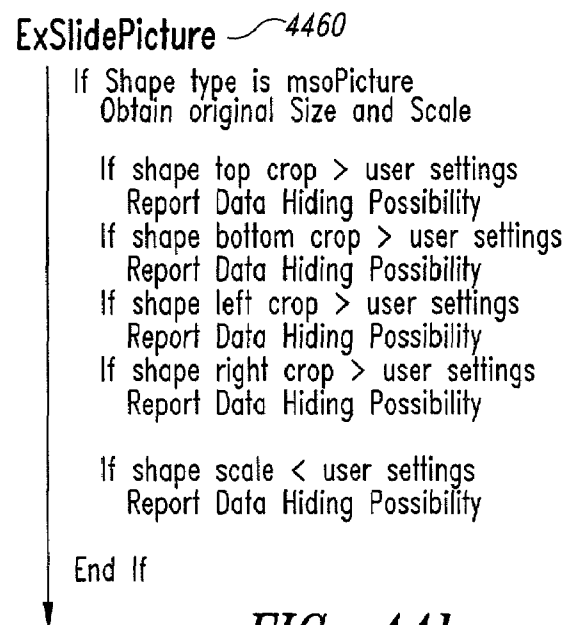 ExSlidePicture 4460
If Shape type is msoPicture
Obtain original Size and Scale
If shape top crop > user settings
Report Data Hiding Possibility
If shape bottom crop > user settings
Report Data Hiding Possibility
If shape left crop > user settings
Report Data Hiding Possibility
If shape right crop > user settings
Report Data Hiding Possibility
If shape scale < user settings
Report Data Hiding Possibility
End If